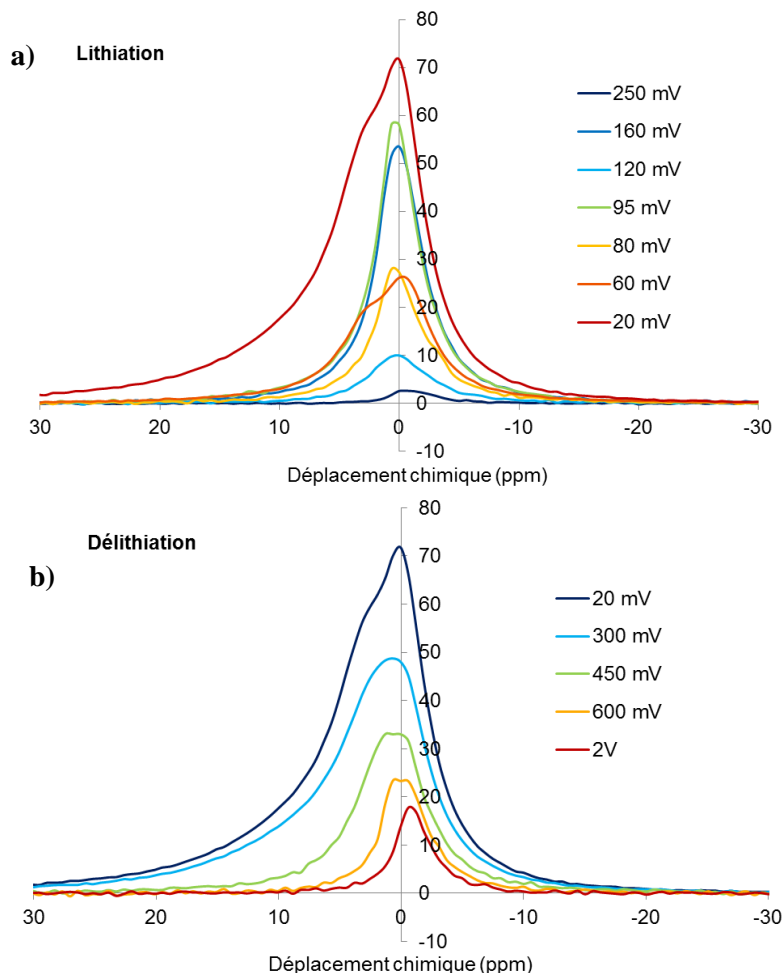 a)
Lithiation
80
70
60
50
40
30
20
10
0
-10
30 20 10 0 -10 -20 -30
Déplacement chimique (ppm)
250 mV
160 mV
120 mV
95 mV
80 mV
60 mV
20 mV
b)
Délithiation
80
70
60
50
40
30
20
10
0
-10
30 20 10 0 -10 -20 -30
Déplacement chimique (ppm)
20 mV
300 mV
450 mV
600 mV
2V